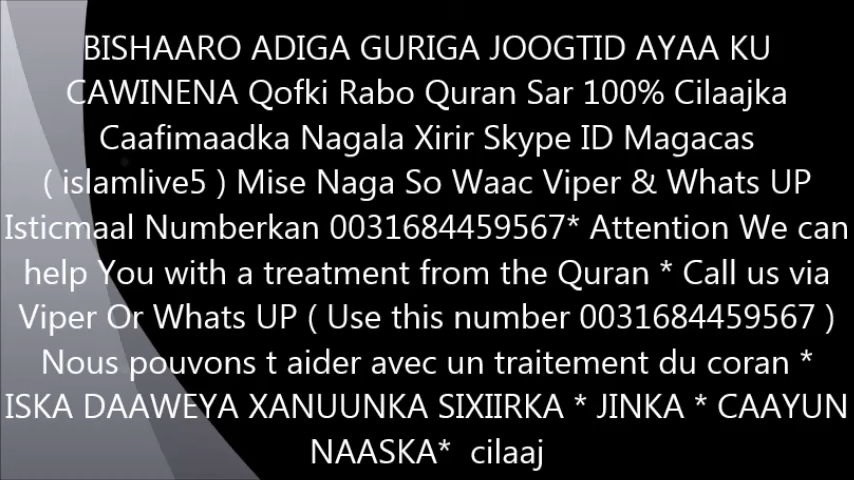 BISHAARO ADIGA GURIGA JOOGTID AYAA KU
CAWINENA Qofki Rabo Quran Sar 100% Cilaajka
Caafimaadka Nagala Xirir Skype ID Magacas
( islamlive5 ) Mise Naga So Waac Viper & Whats UP
Isticmaal Numberkan 0031684459567* Attention We can
help You with a treatment from the Quran * Call us via
Viper Or Whats UP ( Use this number 0031684459567 )
Nous pouvons t aider avec un traitement du coran *
ISKA DAAWEYA XANUUNKA SIXIIRKA * JINKA * CAAYUN
NAASKA*  cilaaj